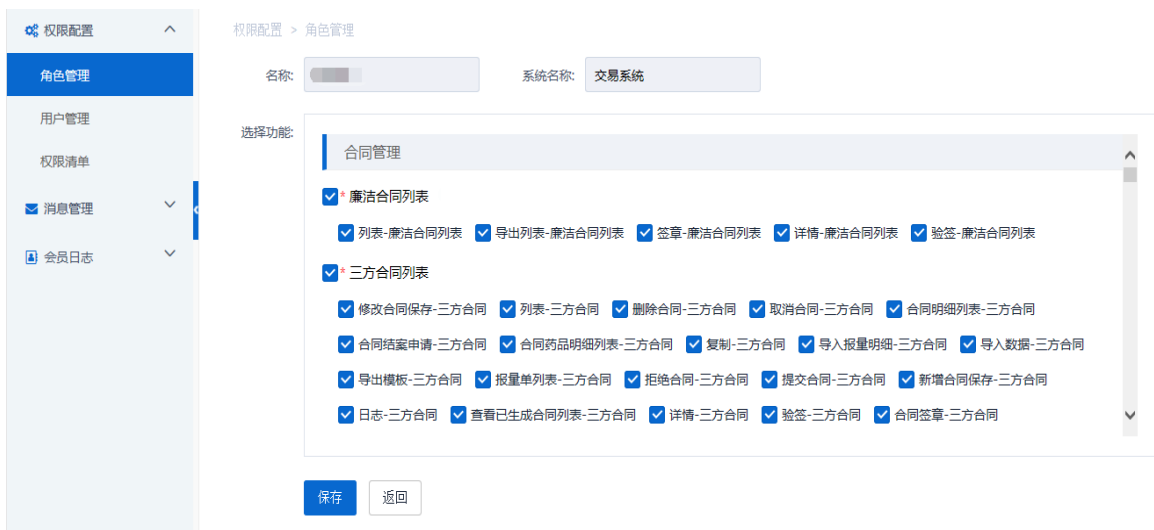 权限配置
角色管理
用户管理
权限清单
消息管理
会员日志
权限配置 > 角色管理
名称:
系统名称: 交易系统
选择功能:
合同管理
* 廉洁合同列表
列表-廉洁合同列表 导出列表-廉洁合同列表 签章-廉洁合同列表 详情-廉洁合同列表 验签-廉洁合同列表
* 三方合同列表
修改合同保存-三方合同 列表-三方合同 删除合同-三方合同 取消合同-三方合同 合同明细列表-三方合同
合同结案申请-三方合同 合同药品明细列表-三方合同 复制-三方合同 导入报量明细-三方合同 导入数据-三方合同
导出模板-三方合同 报量单列表-三方合同 拒绝合同-三方合同 提交合同-三方合同 新增合同保存-三方合同
日志-三方合同 查看已生成合同列表-三方合同 详情-三方合同 验签-三方合同 合同签章-三方合同
保存 返回